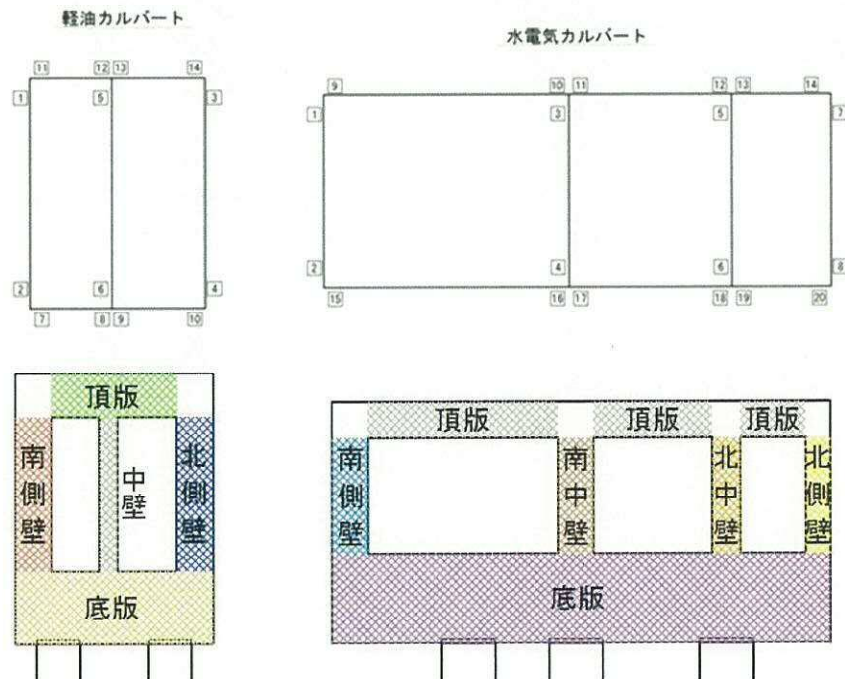 軽油カルバート
水電気カルバート
11 12 13 14
1 5 3
2 6 4
7 8 9 10
9 10 11 12 13 14
1 3 5 7
2 4 6 8
15 16 17 18 19 20
頂版
南側壁
中壁
北側壁
底版
頂版 頂版 頂版
南側壁
南中壁
北中壁
北側壁
底版